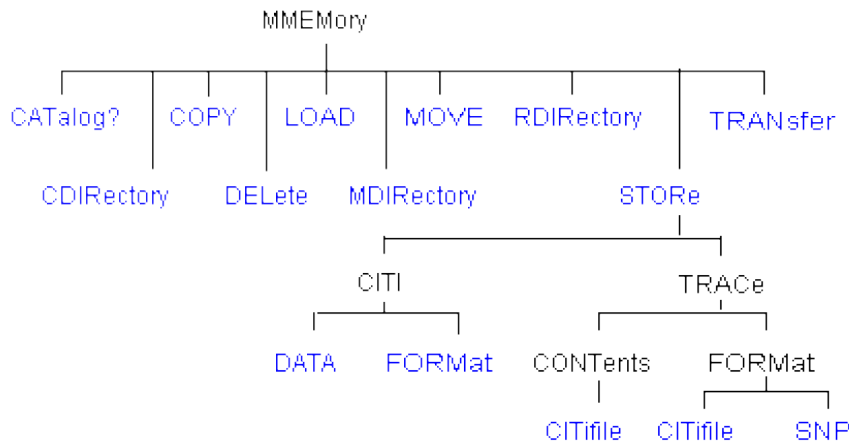 MMEMory
CATalog? COPY LOAD MOVE RDIRectory TRANsfer
CDIRectory DELete MDIRectory STORe
CITI TRACe
DATA FORMat CONTents FORMat
CITifile CITifile SNP